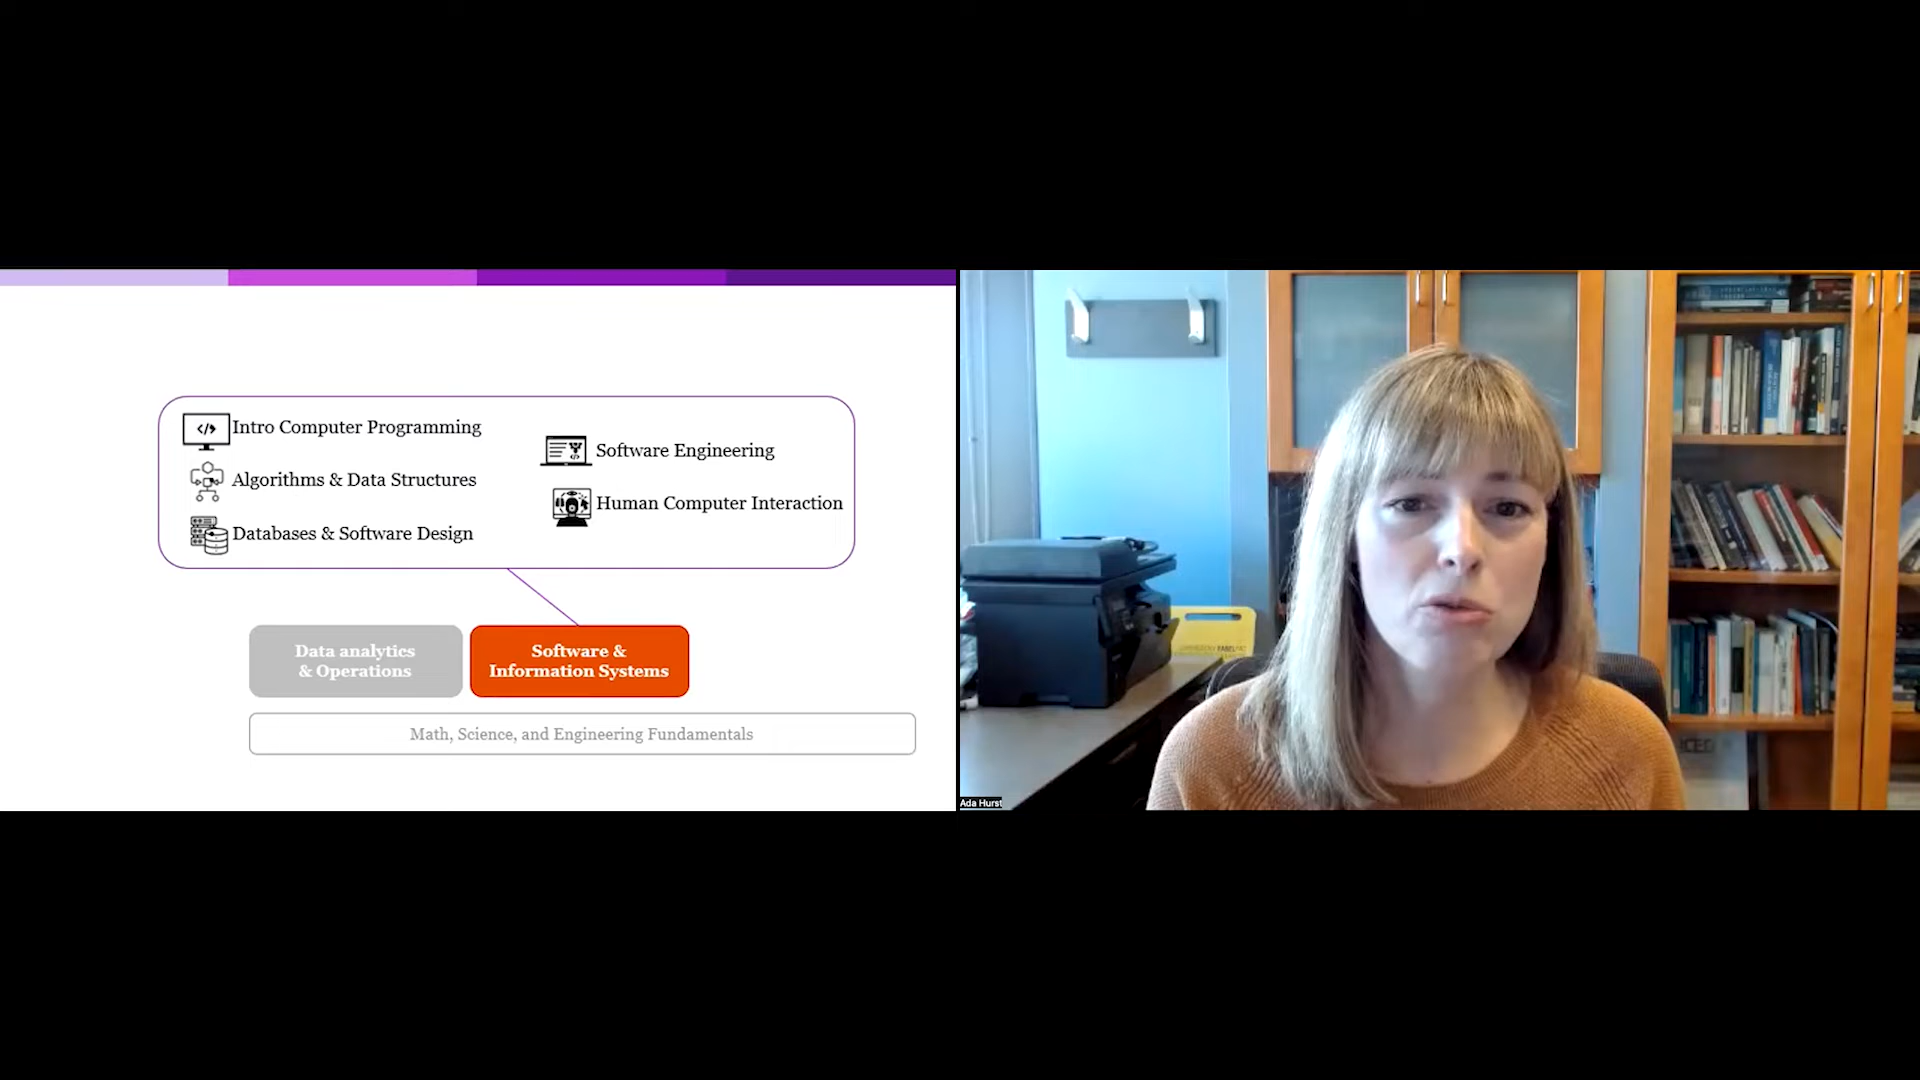 Intro Computer Programming
Algorithms & Data Structures
Databases & Software Design
Software Engineering
Human Computer Interaction
Data analytics
& Operations
Software &
Information Systems
Math, Science, and Engineering Fundamentals
Ada Hurst